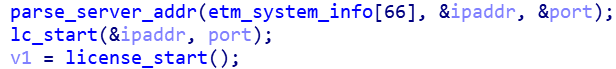 parse_server_addr(etm_system_info[66], &ipaddr, &port);
lc_start(&ipaddr, port);
v1 = license_start();